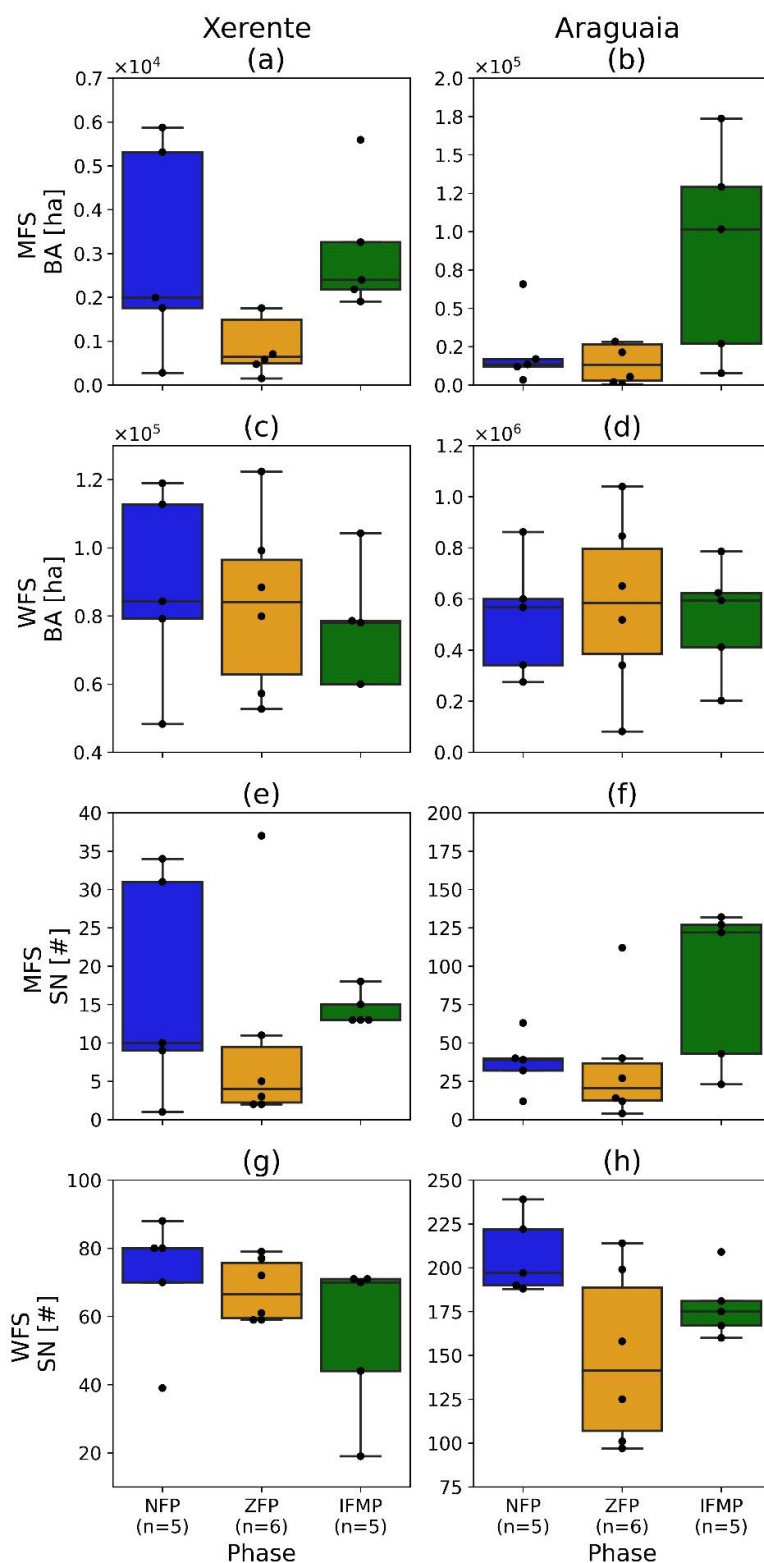 Xerente
Araguaia
(a)
(b)
×10⁴
×10⁵
0.7
0.6
0.5
0.4
0.3
0.2
0.1
0.0
MFS
BA [ha]
2.0
1.8
1.5
1.2
1.0
0.8
0.5
0.2
0.0
(c)
(d)
×10⁵
×10⁶
1.2
1.0
0.8
0.6
0.4
WFS
BA [ha]
1.2
1.0
0.8
0.6
0.4
0.2
0.0
(e)
(f)
40
35
30
25
20
15
10
5
0
MFS
SN [#]
200
175
150
125
100
75
50
25
0
(g)
(h)
100
80
60
40
20
WFS
SN [#]
250
225
200
175
150
125
100
75
NFP ZFP IFMP
(n=5) (n=6) (n=5)
Phase
NFP ZFP IFMP
(n=5) (n=6) (n=5)
Phase